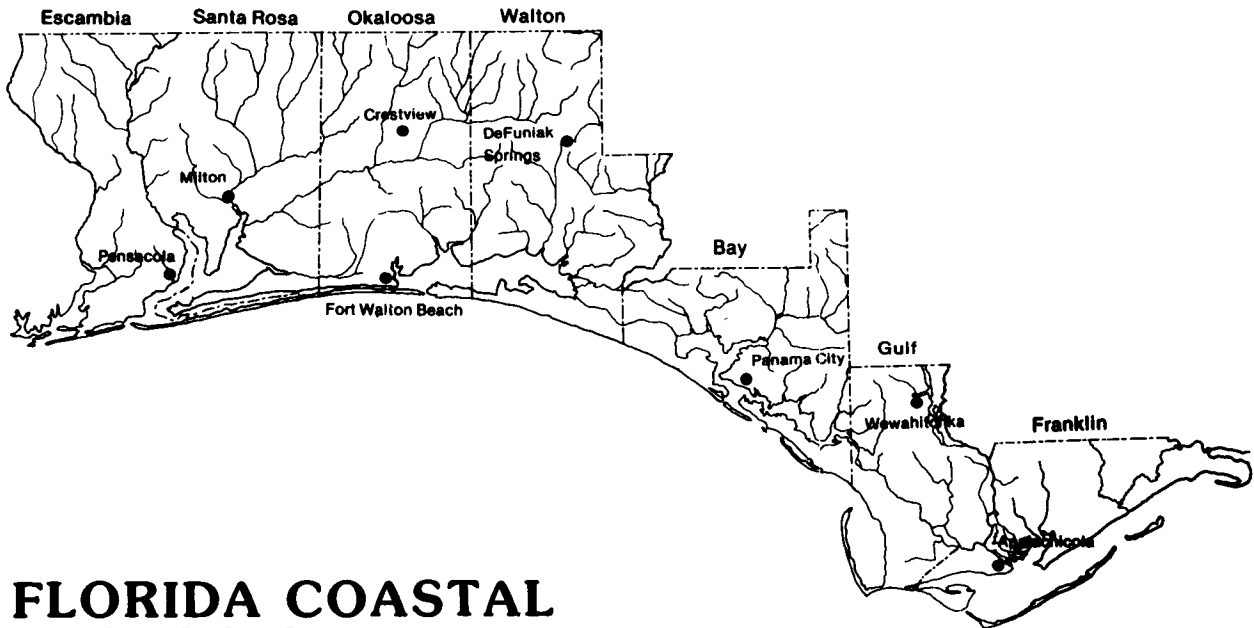 Escambia
Santa Rosa
Okaloosa
Walton
Crestview
DeFuniak
Springs
Milton
Pensacola
Fort Walton Beach
Bay
Panama City
Gulf
Wewahitchka
Franklin
Apalachicola
FLORIDA COASTAL